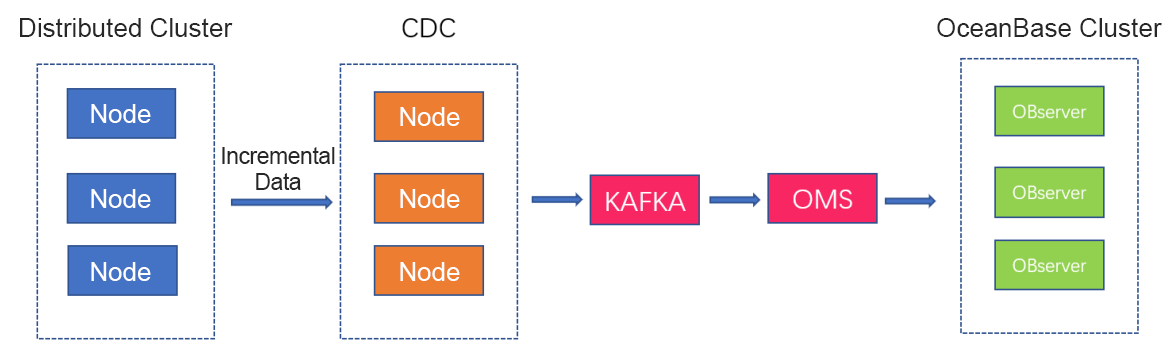 Distributed Cluster
CDC
OceanBase Cluster
Node
Node
Node
Incremental
Data
Node
Node
Node
KAFKA
OMS
OBserver
OBserver
OBserver